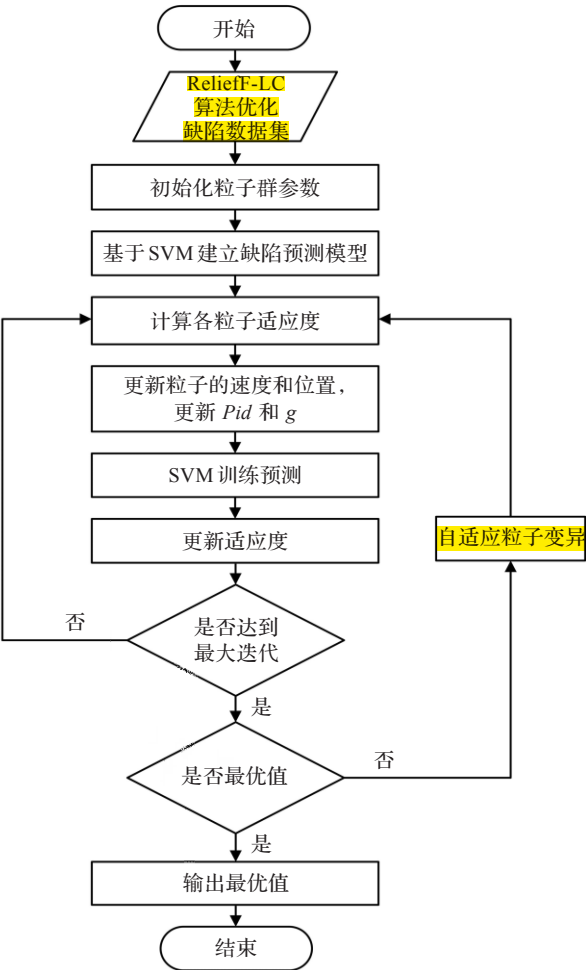 开始
ReliefF-LC
算法优化
缺陷数据集
初始化粒子群参数
基于SVM建立缺陷预测模型
计算各粒子适应度
更新粒子的速度和位置，
更新 Pid 和 g
SVM训练预测
更新适应度
自适应粒子变异
否
是否达到
最大迭代
是
是否最优值
否
是
输出最优值
结束